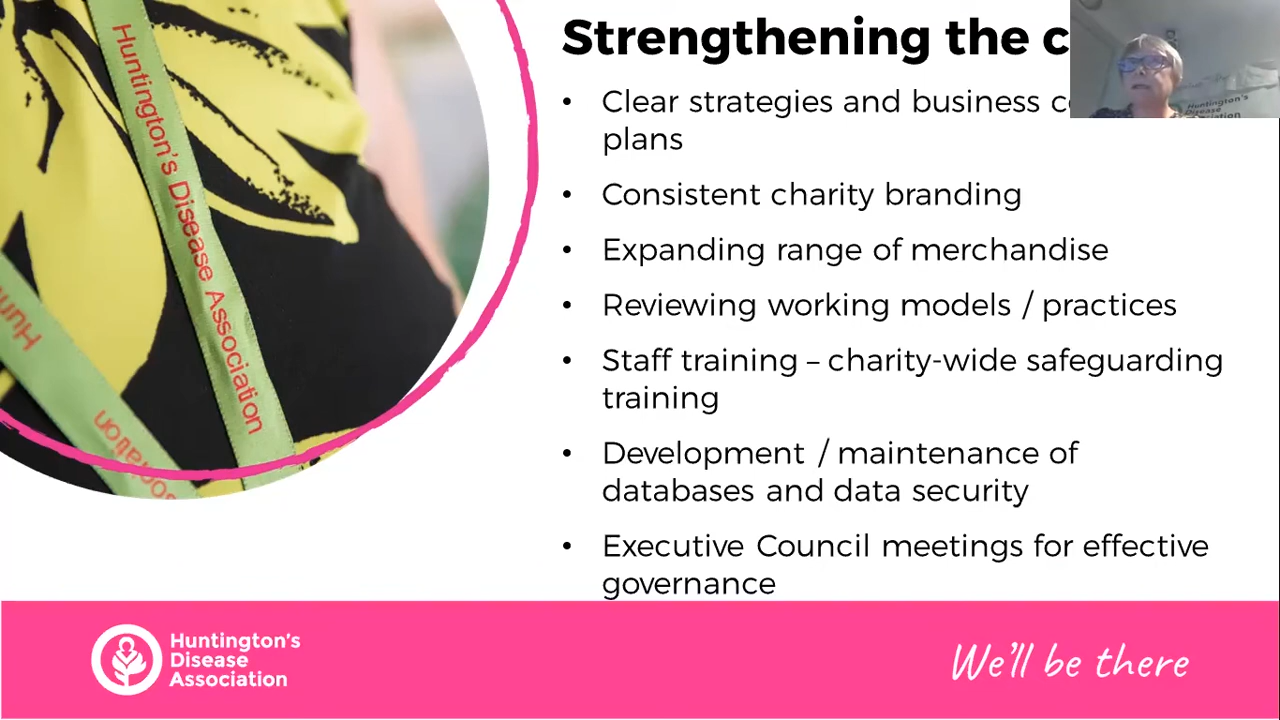 Strengthening the c
Clear strategies and business c
plans
Consistent charity branding
Expanding range of merchandise
Reviewing working models / practices
Staff training – charity-wide safeguarding
training
Development / maintenance of
databases and data security
Executive Council meetings for effective
governance
Huntington's Disease Association
Huntington's
Disease
Association
We'll be there